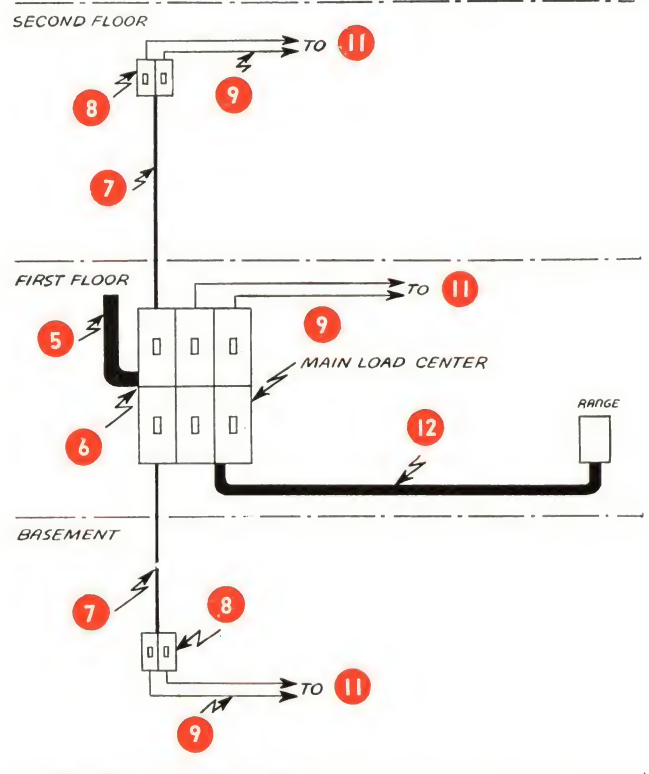 SECOND FLOOR
TO 11
8
9
7
FIRST FLOOR
TO 11
5
9
MAIN LOAD CENTER
RANGE
6
12
BASEMENT
7
8
TO 11
9